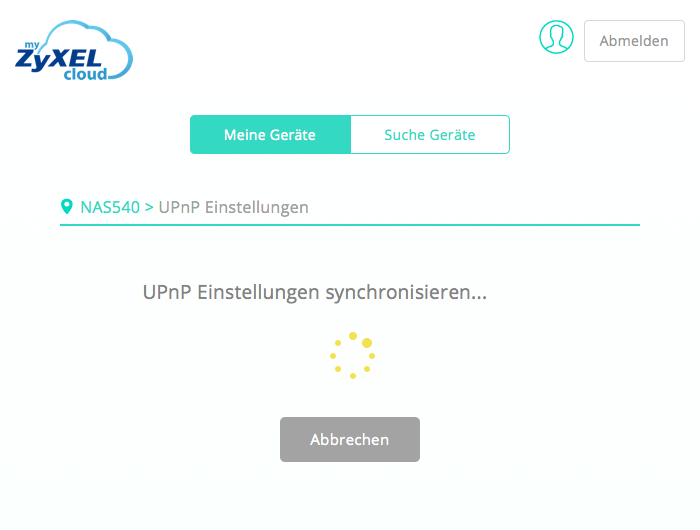 my
ZyXEL
cloud
Abmelden
Meine Geräte
Suche Geräte
NAS540 > UPnP Einstellungen
UPnP Einstellungen synchronisieren...
Abbrechen